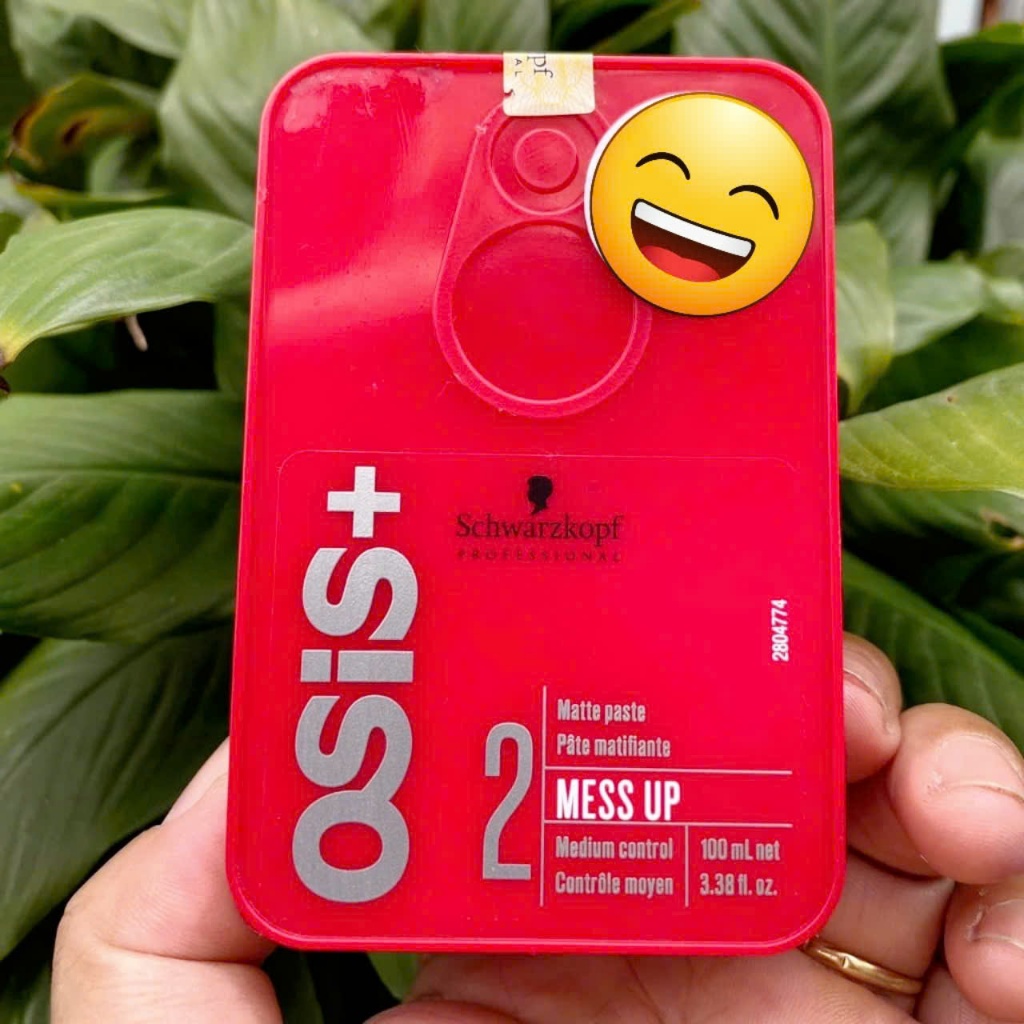 OSiS+
Schwarzkopf
PROFESSIONAL
2804774
2
Matte paste
Pâte matifiante
MESS UP
Medium control
Contrôle moyen
100 mL net
3.38 fl. oz.